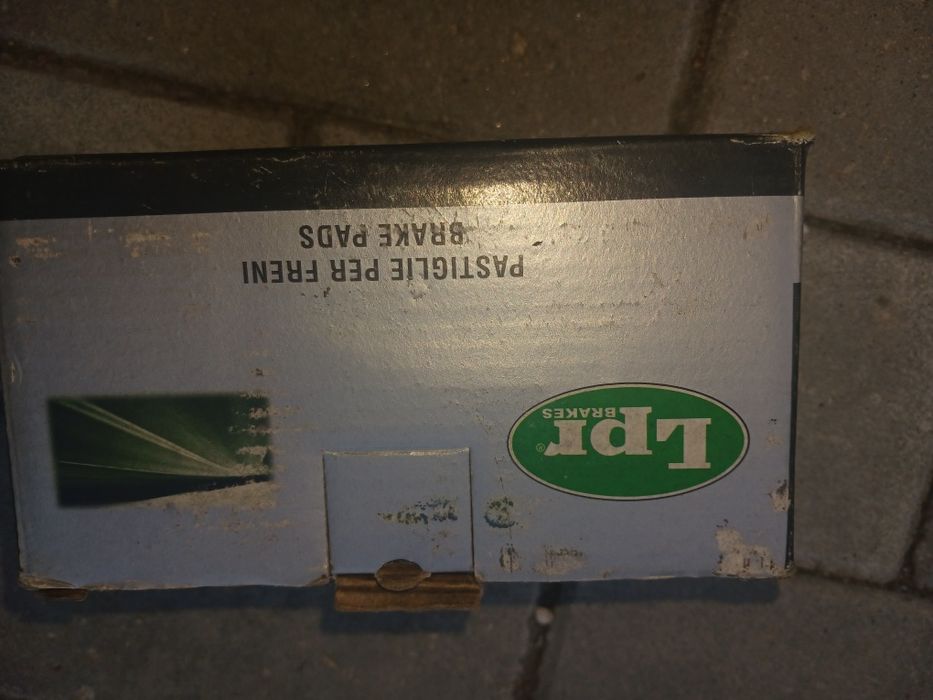 Lpr
BRAKES
®
PASTIGLIE PER FRENI
BRAKE PADS